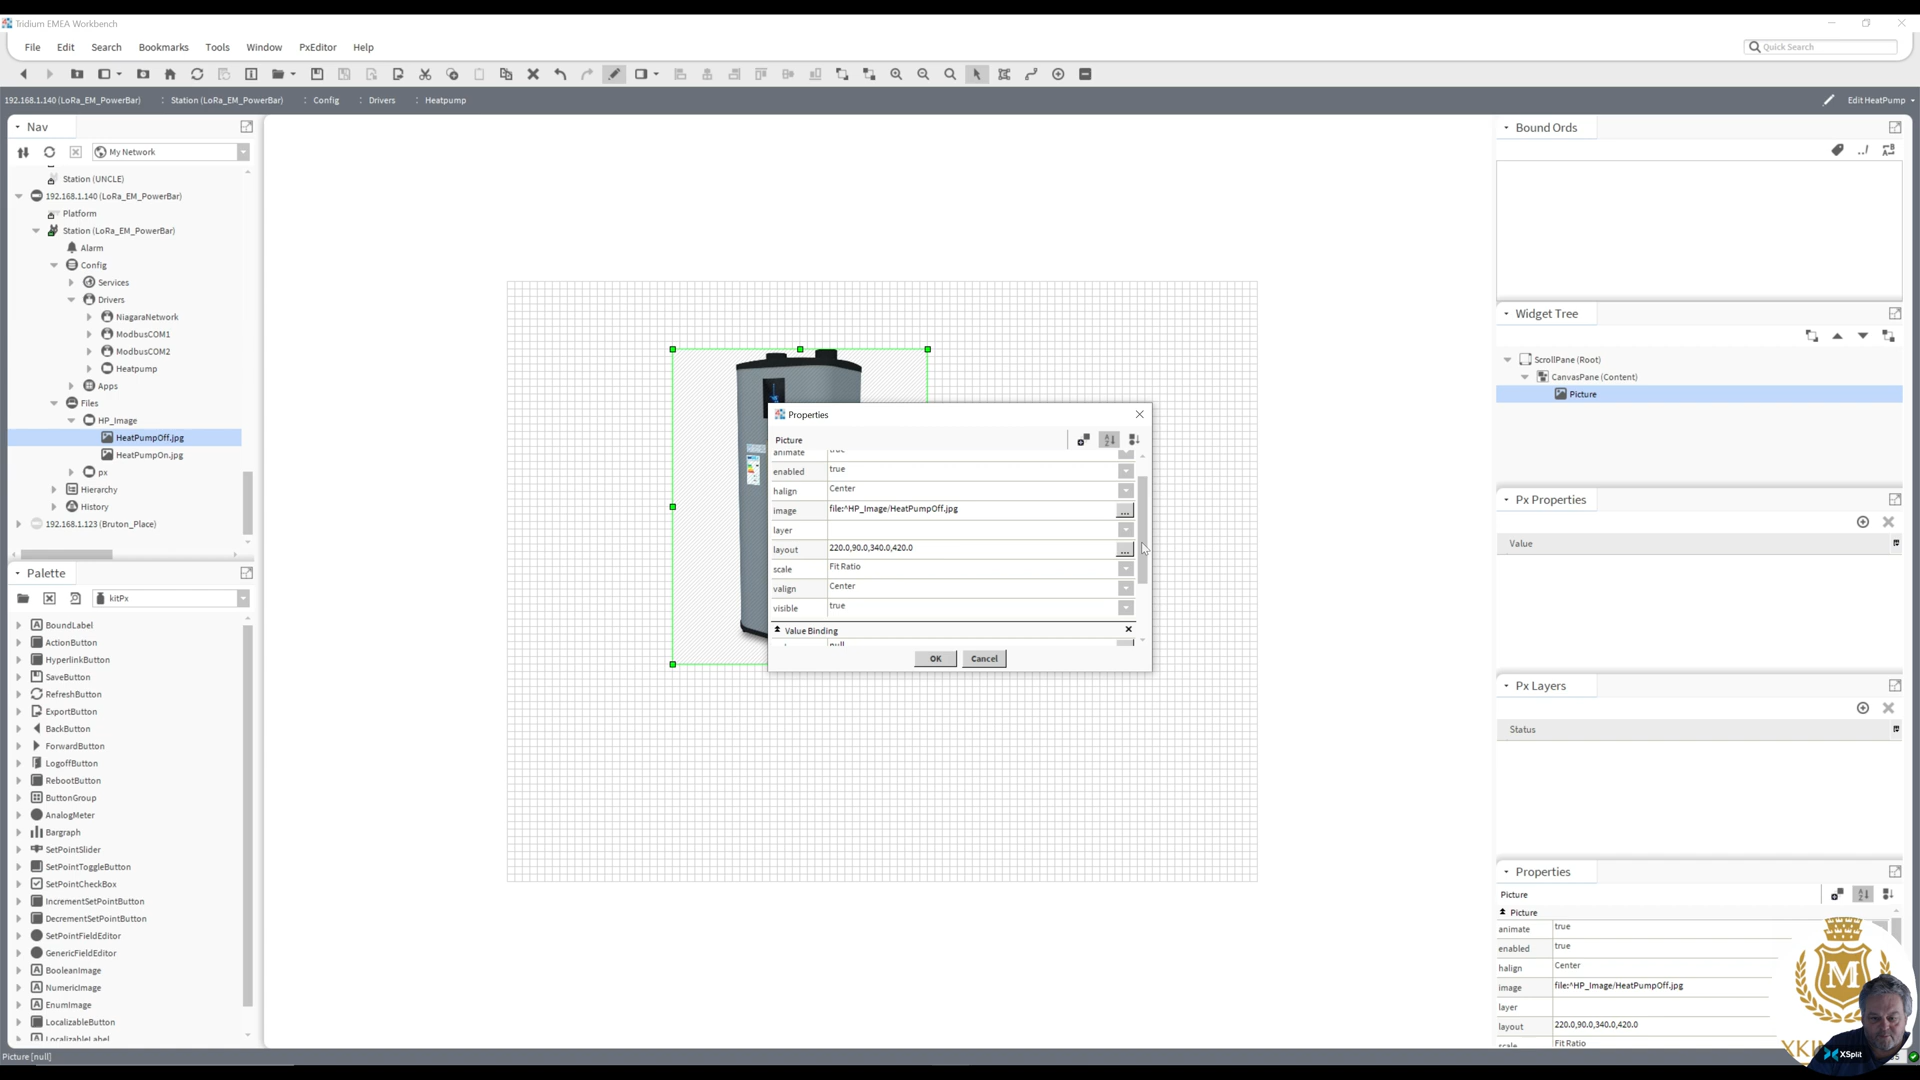 Tridium EMEA Workbench
File Edit Search Bookmarks Tools Window PxEditor Help
Quick Search
192.168.1.140 (LoRa_EM_PowerBar) : Station (LoRa_EM_PowerBar) : Config : Drivers : Heatpump
Edit HeatPump
Nav
My Network
Station (UNCLE)
192.168.1.140 (LoRa_EM_PowerBar)
Platform
Station (LoRa_EM_PowerBar)
Alarm
Config
Services
Drivers
NiagaraNetwork
ModbusCOM1
ModbusCOM2
Heatpump
Apps
Files
HP_Image
HeatPumpOff.jpg
HeatPumpOn.jpg
px
Hierarchy
History
192.168.1.123 (Bruton_Place)
Palette
kitPx
BoundLabel
ActionButton
HyperlinkButton
SaveButton
RefreshButton
ExportButton
BackButton
ForwardButton
LogoffButton
RebootButton
ButtonGroup
AnalogMeter
Bargraph
SetPointSlider
SetPointToggleButton
SetPointCheckBox
IncrementSetPointButton
DecrementSetPointButton
SetPointFieldEditor
GenericFieldEditor
BooleanImage
NumericImage
EnumImage
LocalizableButton
LocalizableLabel
Picture [null]
Properties
Picture
animate true
enabled true
halign Center
image file:^HP_Image/HeatPumpOff.jpg ...
layer
layout 220.0,90.0,340.0,420.0 ...
scale Fit Ratio
valign Center
visible true
Value Binding
null
OK Cancel
Bound Ords
Widget Tree
ScrollPane (Root)
CanvasPane (Content)
Picture
Px Properties
Value
Px Layers
Status
Properties
Picture
Picture
animate true
enabled true
halign Center
image file:^HP_Image/HeatPumpOff.jpg
layer
layout 220.0,90.0,340.0,420.0
scale Fit Ratio
M
XSplit